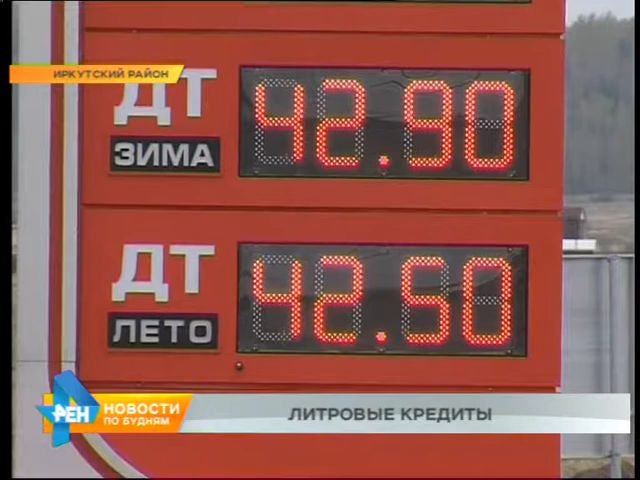 ИРКУТСКИЙ РАЙОН
ДТ
ЗИМА
42.90
ДТ
ЛЕТО
42.50
РЕН
НОВОСТИ
ПО БУДНЯМ
ЛИТРОВЫЕ КРЕДИТЫ